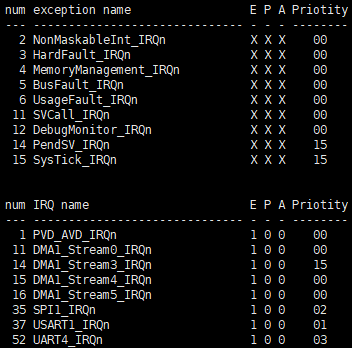 num exception name E P A Priotity
--- ------------------------------ - - - --------
2 NonMaskableInt_IRQn X X X 00
3 HardFault_IRQn X X X 00
4 MemoryManagement_IRQn X X X 00
5 BusFault_IRQn X X X 00
6 UsageFault_IRQn X X X 00
11 SVCall_IRQn X X X 00
12 DebugMonitor_IRQn X X X 00
14 PendSV_IRQn X X X 15
15 SysTick_IRQn X X X 15
num IRQ name E P A Priotity
--- ------------------------------ - - - --------
1 PVD_AVD_IRQn 1 0 0 00
11 DMA1_Stream0_IRQn 1 0 0 00
14 DMA1_Stream3_IRQn 1 0 0 15
15 DMA1_Stream4_IRQn 1 0 0 00
16 DMA1_Stream5_IRQn 1 0 0 00
35 SPI1_IRQn 1 0 0 02
37 USART1_IRQn 1 0 0 01
52 UART4_IRQn 1 0 0 03